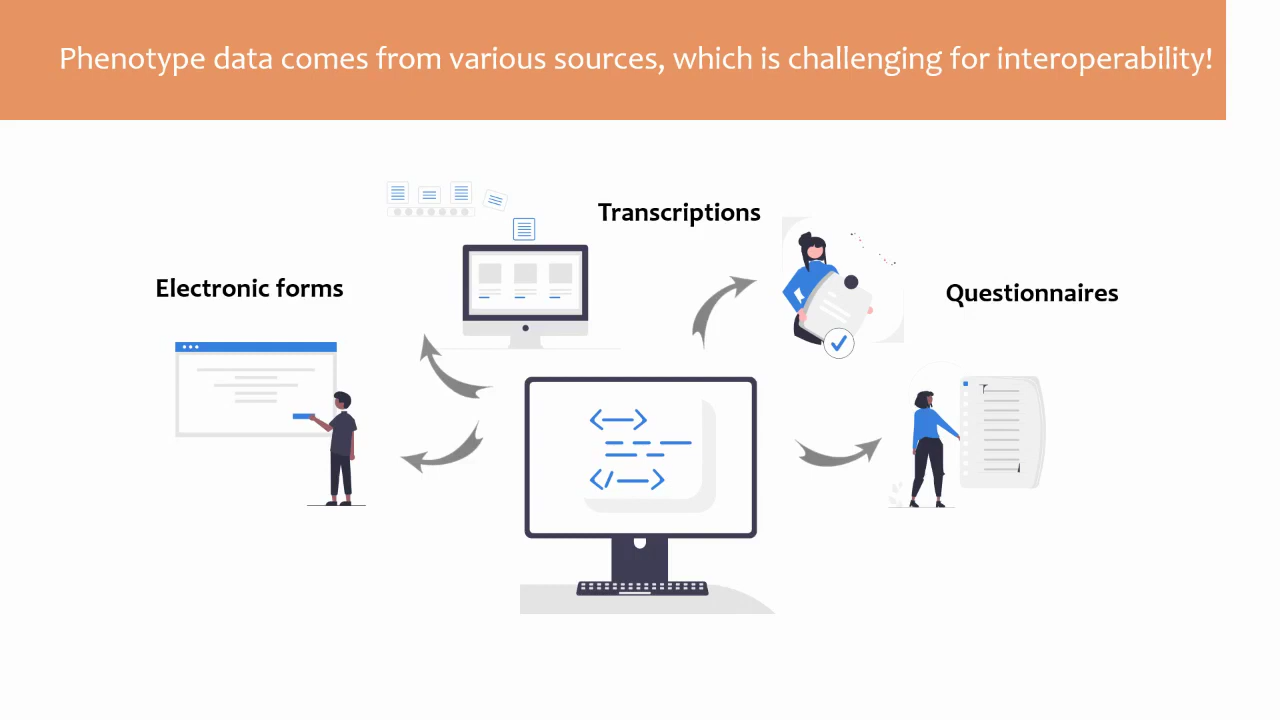 Phenotype data comes from various sources, which is challenging for interoperability!
Transcriptions
Electronic forms
Questionnaires